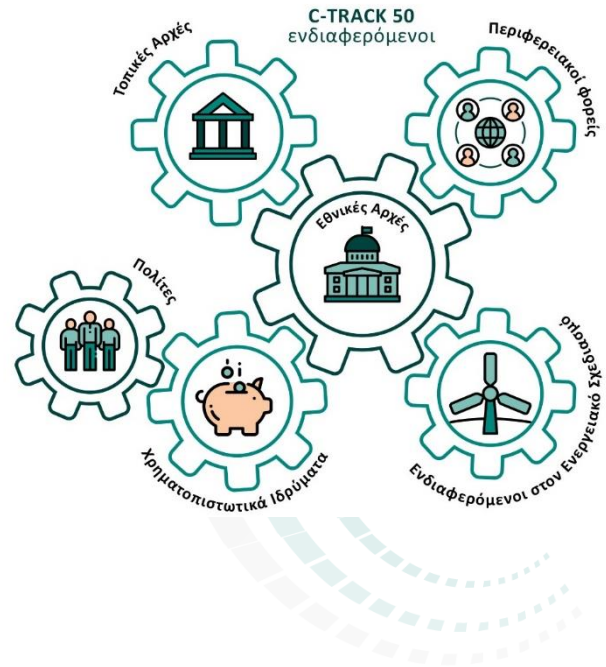 C-TRACK 50
ενδιαφερόμενοι
Τοπικές Αρχές
Περιφερειακοί φορείς
Εθνικές Αρχές
Πολίτες
Χρηματοπιστωτικά Ιδρύματα
Ενδιαφερόμενοι στον Ενεργειακό Σχεδιασμό